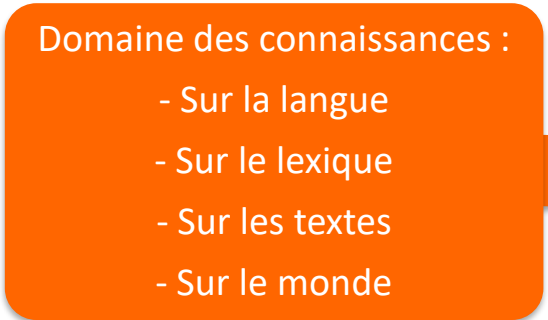 Domaine des connaissances :
- Sur la langue
- Sur le lexique
- Sur les textes
- Sur le monde